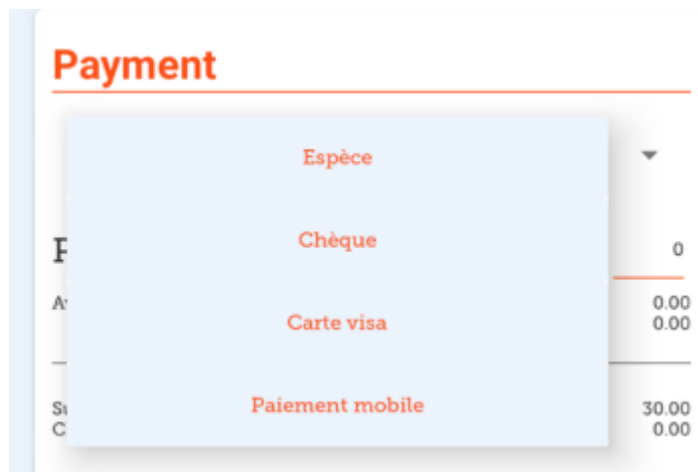 Payment
Espèce
Chèque
0
Carte visa
0.00
0.00
Paiement mobile
30.00
0.00